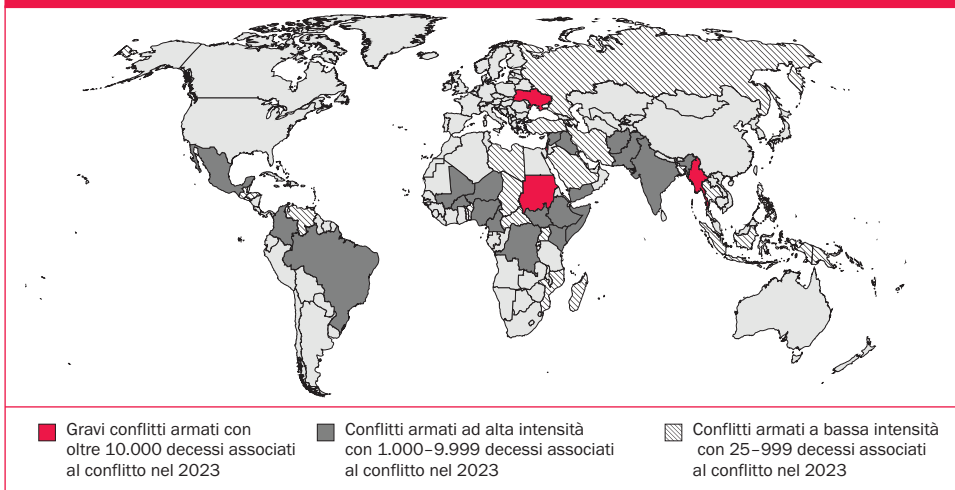 Gravi conflitti armati con
oltre 10.000 decessi associati
al conflitto nel 2023
Conflitti armati ad alta intensità
con 1.000–9.999 decessi associati
al conflitto nel 2023
Conflitti armati a bassa intensità
con 25–999 decessi associati
al conflitto nel 2023